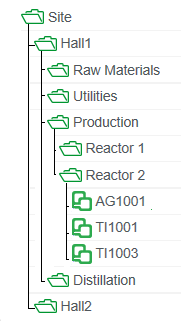 Site
Hall1
Raw Materials
Utilities
Production
Reactor 1
Reactor 2
AG1001
TI1001
TI1003
Distillation
Hall2